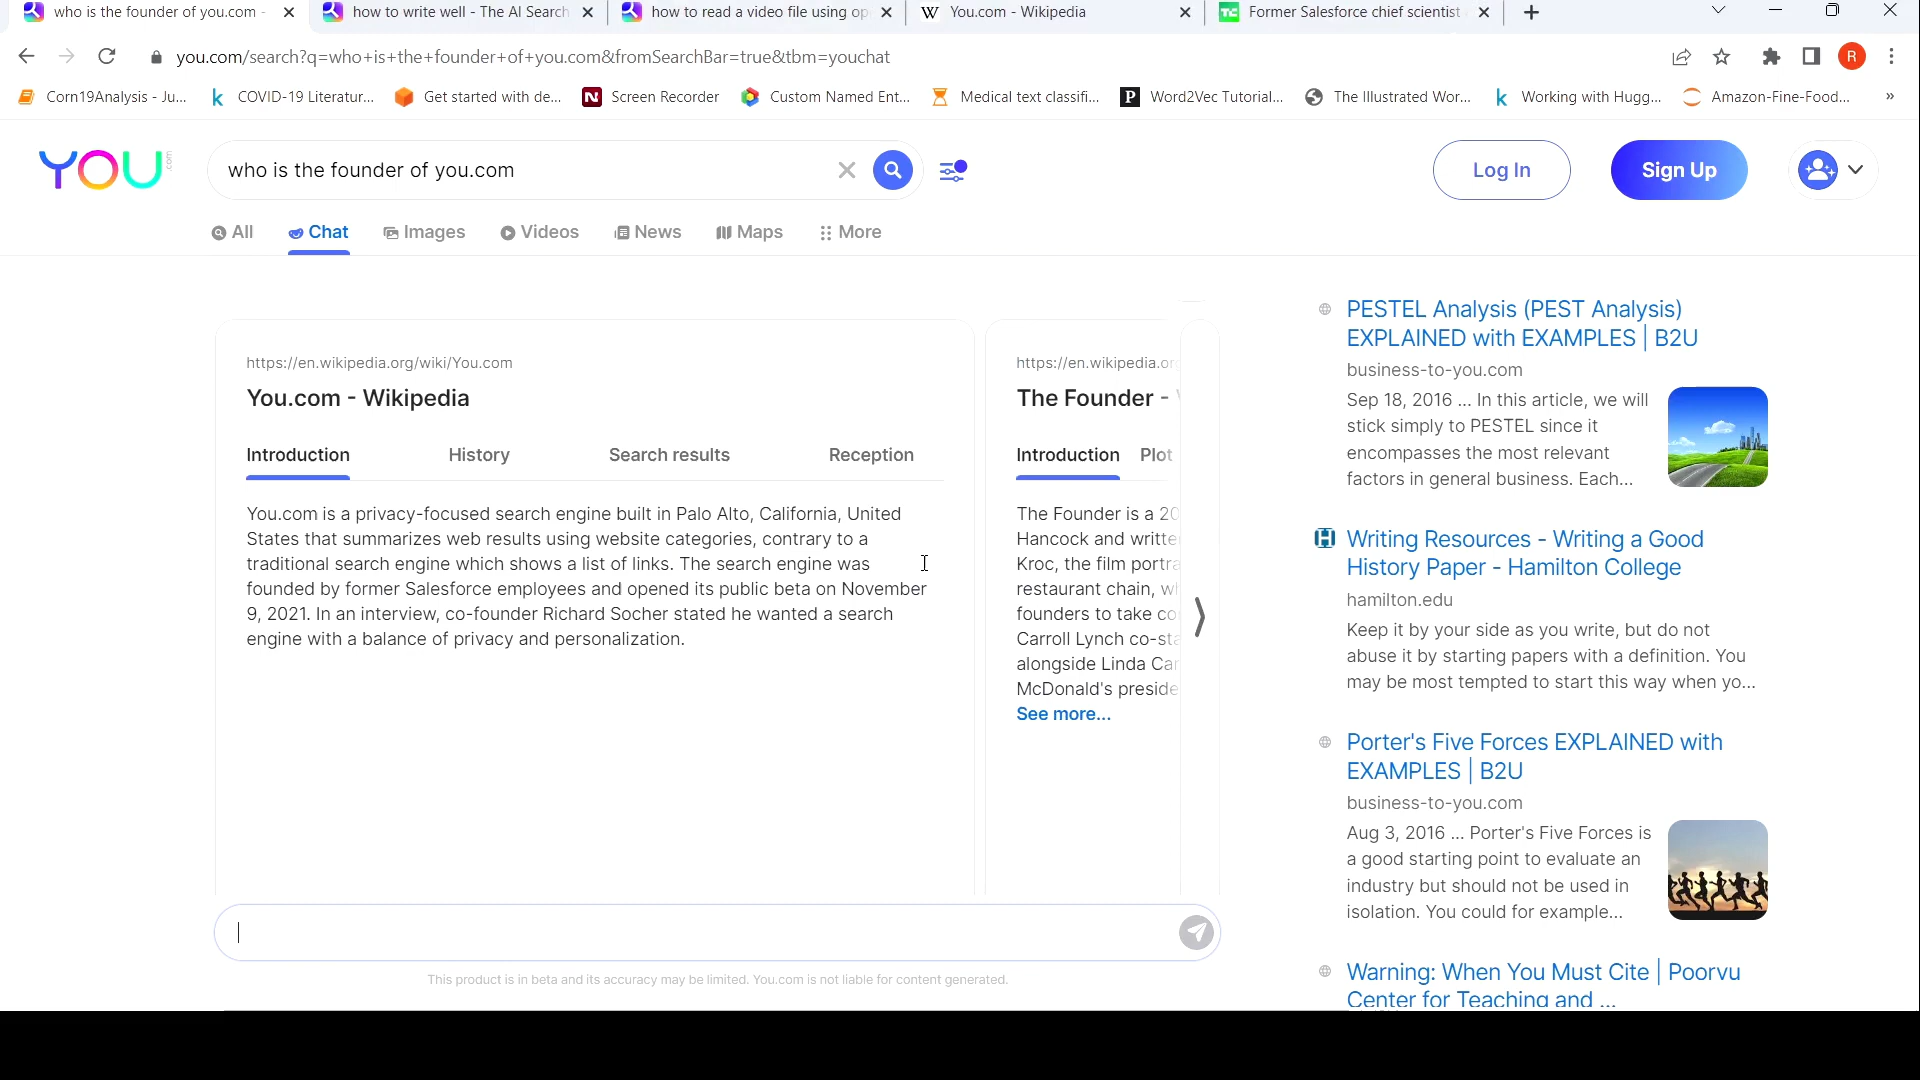 who is the founder of you.com -
how to write well - The AI Search
how to read a video file using op
W You.com - Wikipedia
TC Former Salesforce chief scientist
you.com/search?q=who+is+the+founder+of+you.com&fromSearchBar=true&tbm=youchat
R
Corn19Analysis - Ju...
k COVID-19 Literatur...
Get started with de...
N Screen Recorder
Custom Named Ent...
Medical text classifi...
P Word2Vec Tutorial...
The Illustrated Wor...
k Working with Hugg...
Amazon-Fine-Food...
»
YOU.com
who is the founder of you.com
Log In
Sign Up
All
Chat
Images
Videos
News
Maps
More
https://en.wikipedia.org/wiki/You.com
You.com - Wikipedia
Introduction
History
Search results
Reception
You.com is a privacy-focused search engine built in Palo Alto, California, United
States that summarizes web results using website categories, contrary to a
traditional search engine which shows a list of links. The search engine was
founded by former Salesforce employees and opened its public beta on November
9, 2021. In an interview, co-founder Richard Socher stated he wanted a search
engine with a balance of privacy and personalization.
https://en.wikipedia.or
The Founder -
Introduction
Plot
The Founder is a 20
Hancock and writte
Kroc, the film portra
restaurant chain, w
founders to take co
Carroll Lynch co-sta
alongside Linda Car
McDonald's preside
See more...
This product is in beta and its accuracy may be limited. You.com is not liable for content generated.
PESTEL Analysis (PEST Analysis)
EXPLAINED with EXAMPLES | B2U
business-to-you.com
Sep 18, 2016 ... In this article, we will
stick simply to PESTEL since it
encompasses the most relevant
factors in general business. Each...
H Writing Resources - Writing a Good
History Paper - Hamilton College
hamilton.edu
Keep it by your side as you write, but do not
abuse it by starting papers with a definition. You
may be most tempted to start this way when yo...
Porter's Five Forces EXPLAINED with
EXAMPLES | B2U
business-to-you.com
Aug 3, 2016 ... Porter's Five Forces is
a good starting point to evaluate an
industry but should not be used in
isolation. You could for example...
Warning: When You Must Cite | Poorvu
Center for Teaching and ...